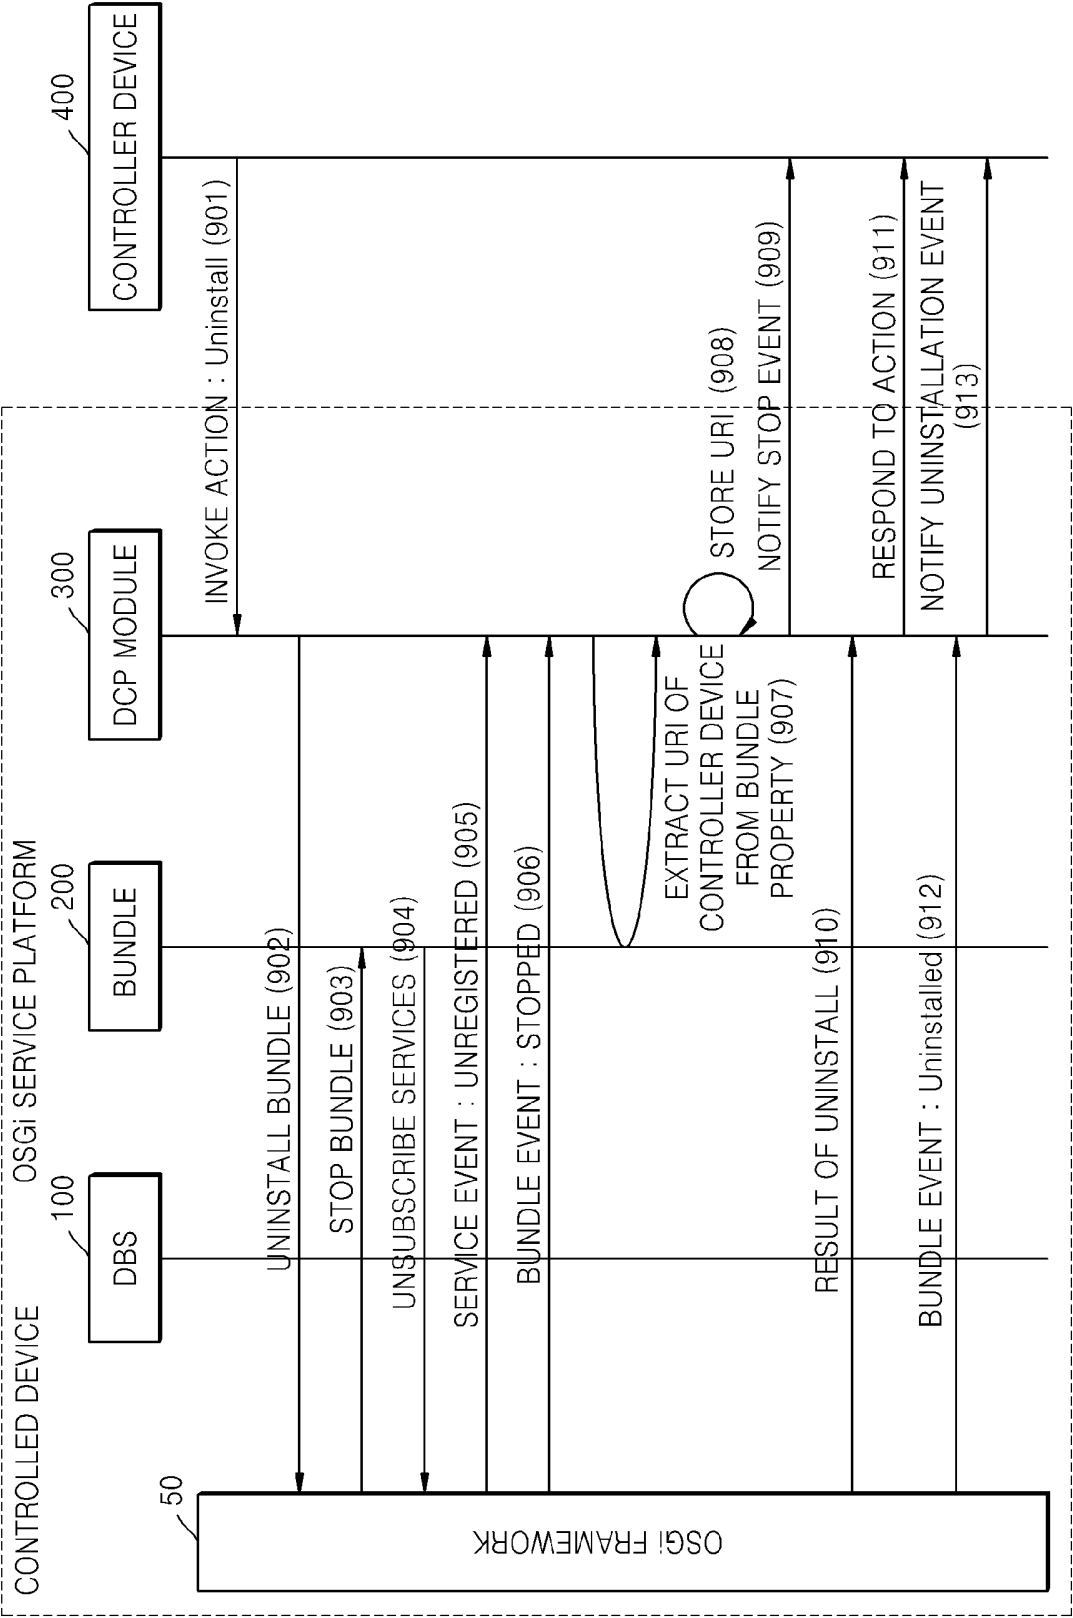 CONTROLLED DEVICE
OSGi SERVICE PLATFORM
50
100
200
300
400
OSGi FRAMEWORK
DBS
BUNDLE
DCP MODULE
CONTROLLER DEVICE
INVOKE ACTION : Uninstall (901)
UNINSTALL BUNDLE (902)
STOP BUNDLE (903)
UNSUBSCRIBE SERVICES (904)
SERVICE EVENT : UNREGISTERED (905)
BUNDLE EVENT : STOPPED (906)
EXTRACT URI OF
CONTROLLER DEVICE
FROM BUNDLE
PROPERTY (907)
STORE URI (908)
NOTIFY STOP EVENT (909)
RESULT OF UNINSTALL (910)
RESPOND TO ACTION (911)
BUNDLE EVENT : Uninstalled (912)
NOTIFY UNINSTALLATION EVENT
(913)